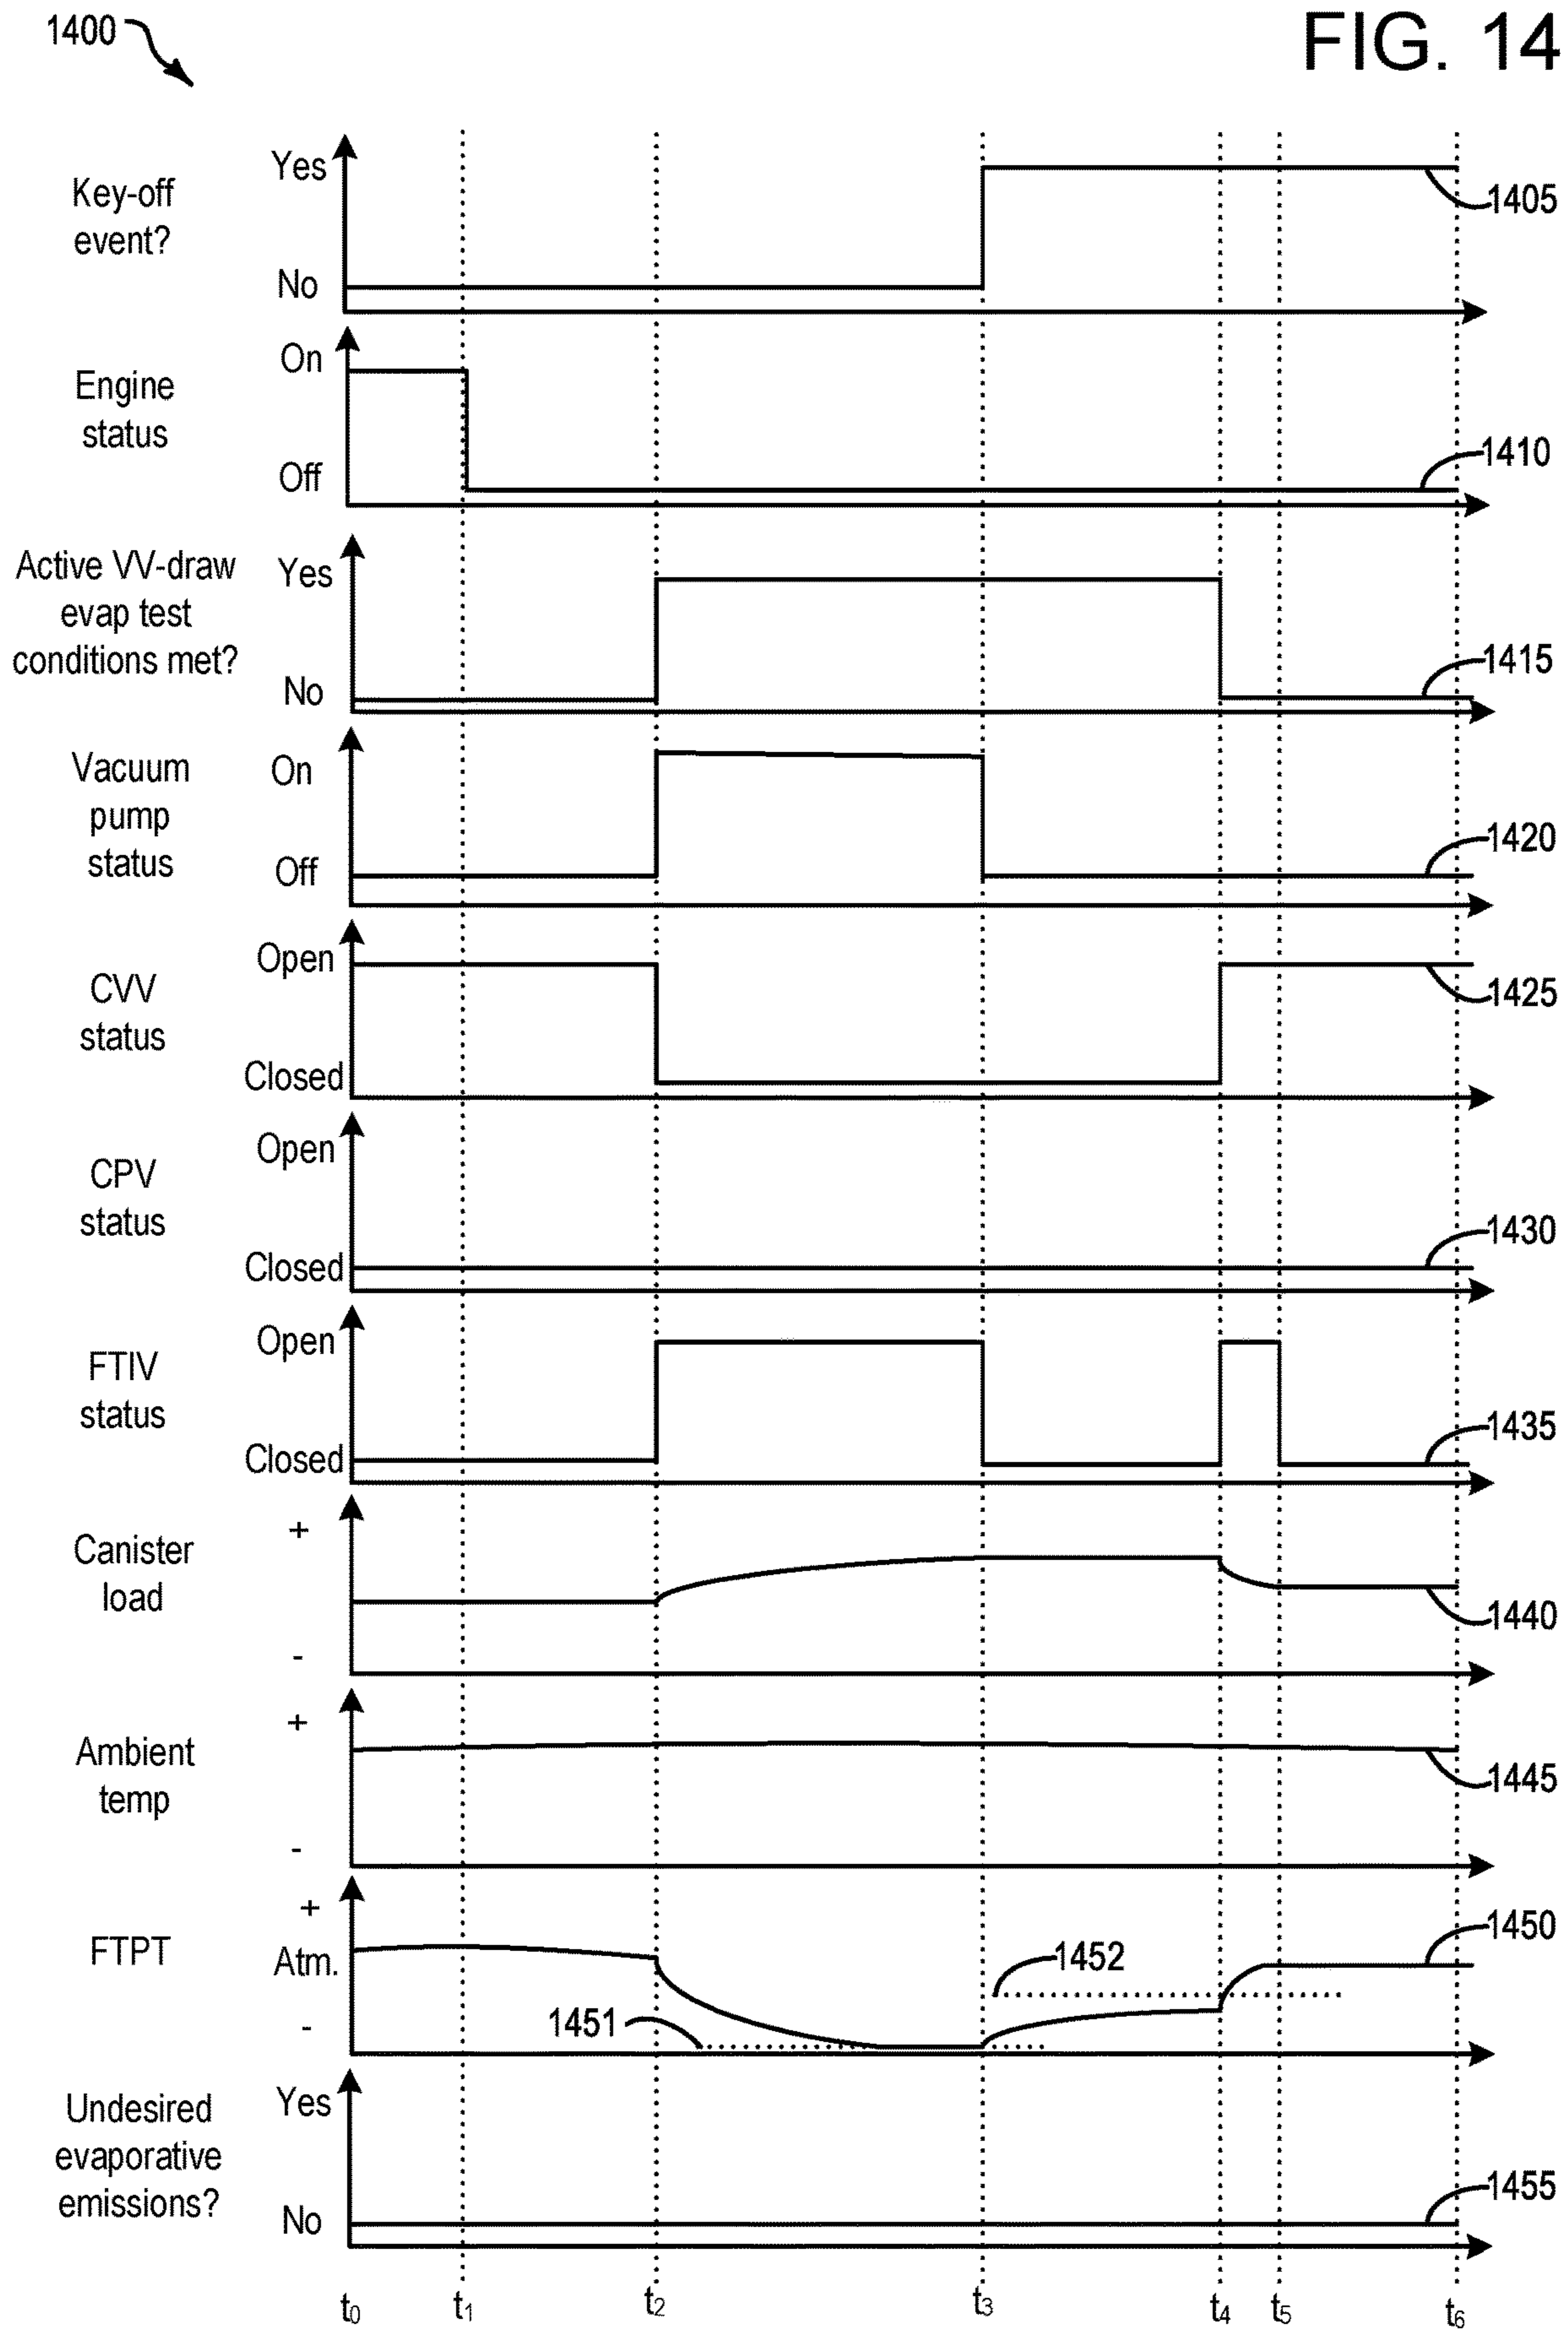 1400
FIG. 14
Key-off
event?
Yes
No
1405
Engine
status
On
Off
1410
Active VV-draw
evap test
conditions met?
Yes
No
1415
Vacuum
pump
status
On
Off
1420
CVV
status
Open
Closed
1425
CPV
status
Open
Closed
1430
FTIV
status
Open
Closed
1435
Canister
load
+
-
1440
Ambient
temp
+
-
1445
FTPT
+
Atm.
-
1450
1452
1451
Undesired
evaporative
emissions?
Yes
No
1455
t0 t1 t2 t3 t4 t5 t6